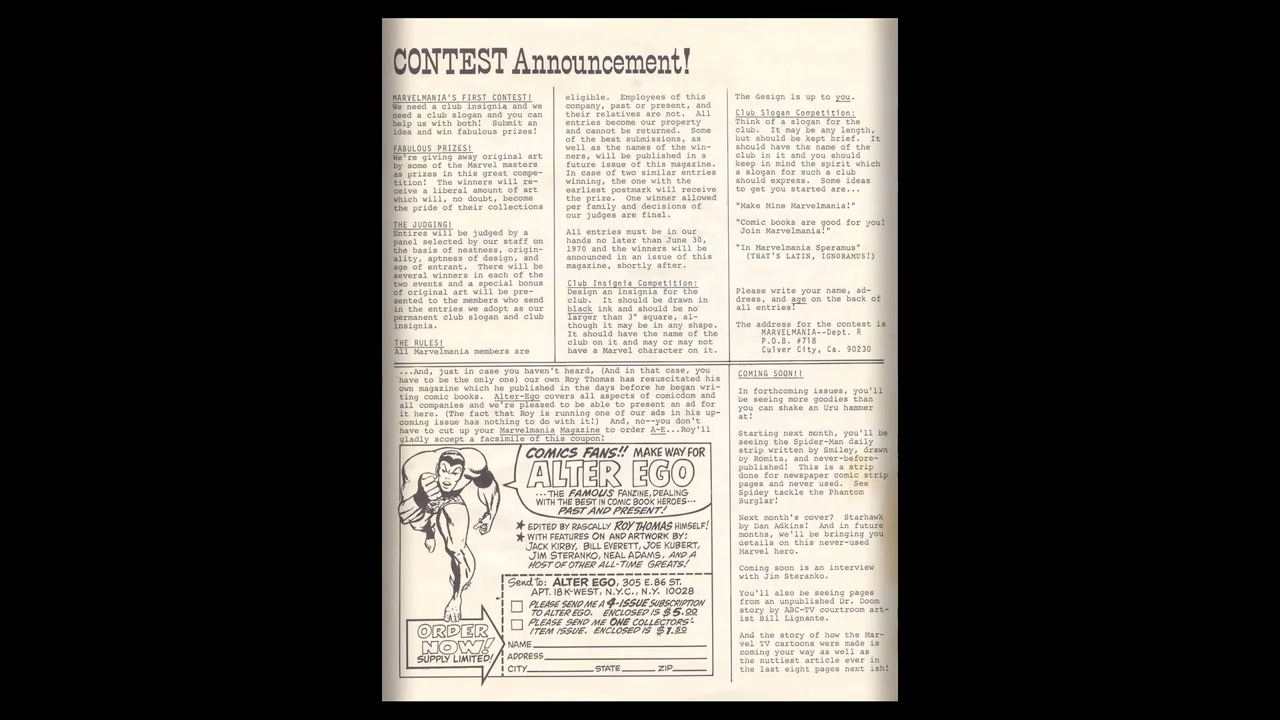 CONTEST Announcement!
MARVELMANIA'S FIRST CONTEST!
We need a club insignia and we
need a club slogan and you can
help us with both!  Submit an
idea and win fabulous prizes!
FABULOUS PRIZES!
We're giving away original art
by some of the Marvel masters
as prizes in this great compe-
tition!  The winners will re-
ceive a liberal amount of art
which will, no doubt, become
the pride of their collections
THE JUDGING!
Entires will be judged by a
panel selected by our staff on
the basis of neatness, origin-
ality, aptness of design, and
age of entrant.  There will be
several winners in each of the
two events and a special bonus
of original art will be pre-
sented to the members who send
in the entries we adopt as our
permanent club slogan and club
insignia.
THE RULES!
All Marvelmania members are
eligible.  Employees of this
company, past or present, and
their relatives are not.  All
entries become our property
and cannot be returned.  Some
of the best submissions, as
well as the names of the win-
ners, will be published in a
future issue of this magazine.
In case of two similar entries
winning, the one with the
earliest postmark will receive
the prize.  One winner allowed
per family and decisions of
our judges are final.
All entries must be in our
hands no later than June 30,
1970 and the winners will be
announced in an issue of this
magazine, shortly after.
Club Insignia Competition:
Design an insignia for the
club.  It should be drawn in
black ink and should be no
larger than 3" square, al-
though it may be in any shape.
It should have the name of the
club on it and may or may not
have a Marvel character on it.
The design is up to you.
Club Slogan Competition:
Think of a slogan for the
club.  It may be any length,
but should be kept brief.  It
should have the name of the
club in it and you should
keep in mind the spirit which
a slogan for such a club
should express.  Some ideas
to get you started are...
"Make Mine Marvelmania!"
"Comic books are good for you!
Join Marvelmania!"
"In Marvelmania Speramus"
(THAT'S LATIN, IGNORAMUS!)
Please write your name, ad-
dress, and age on the back of
all entries!
The address for the contest is
MARVELMANIA--Dept. R
P.O.B. #718
Culver City, Ca. 90230
...And, just in case you haven't heard, (And in that case, you
have to be the only one) our own Roy Thomas has resuscitated his
own magazine which he published in the days before he began wri-
ting comic books.  Alter-Ego covers all aspects of comicdom and
all companies and we're pleased to be able to present an ad for
it here. (The fact that Roy is running one of our ads in his up-
coming issue has nothing to do with it!)  And, no--you don't
have to cut up your Marvelmania Magazine to order A-E...Roy'll
gladly accept a facsimile of this coupon!
COMICS FANS!! MAKE WAY FOR
ALTER EGO
...THE FAMOUS FANZINE, DEALING
WITH THE BEST IN COMIC BOOK HEROES...
PAST AND PRESENT!
★ EDITED BY RASCALLY ROY THOMAS HIMSELF!
★ WITH FEATURES ON AND ARTWORK BY:
JACK KIRBY, BILL EVERETT, JOE KUBERT,
JIM STERANKO, NEAL ADAMS, AND A
HOST OF OTHER ALL-TIME GREATS!
Send to: ALTER EGO, 305 E. 86 ST.
APT. 18K-WEST, N.Y.C., N.Y. 10028
PLEASE SEND ME A 4-ISSUE SUBSCRIPTION
TO ALTER EGO. ENCLOSED IS $5.00
PLEASE SEND ME ONE COLLECTORS'
ITEM ISSUE. ENCLOSED IS $1.50
NAME
ADDRESS
CITY STATE ZIP
ORDER
NOW!
SUPPLY LIMITED!
COMING SOON!!
In forthcoming issues, you'll
be seeing more goodies than
you can shake an Uru hammer
at!
Starting next month, you'll be
seeing the Spider-Man daily
strip written by Smiley, drawn
by Romita, and never-before-
published!  This is a strip
done for newspaper comic strip
pages and never used.  See
Spidey tackle the Phantom
Burglar!
Next month's cover?  Starhawk
by Dan Adkins!  And in future
months, we'll be bringing you
details on this never-used
Marvel hero.
Coming soon is an interview
with Jim Steranko.
You'll also be seeing pages
from an unpublished Dr. Doom
story by ABC-TV courtroom art-
ist Bill Lignante.
And the story of how the Mar-
vel TV cartoons were made is
coming your way as well as
the nuttiest article ever in
the last eight pages next ish!